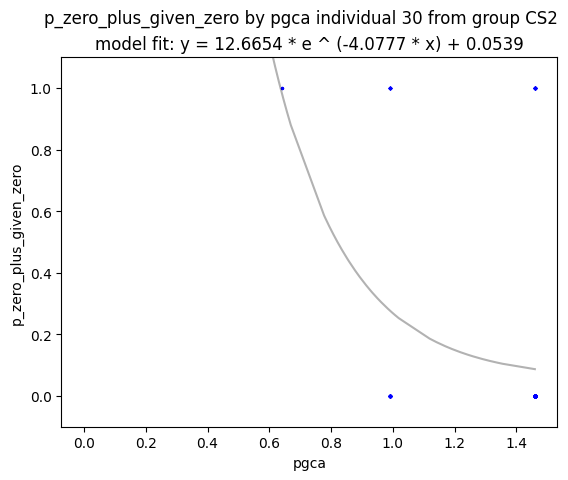 p_zero_plus_given_zero by pgca individual 30 from group CS2
model fit: y = 12.6654 * e ^ (-4.0777 * x) + 0.0539
1.0
0.8
0.6
0.4
0.2
0.0
p_zero_plus_given_zero
0.0 0.2 0.4 0.6 0.8 1.0 1.2 1.4
pgca